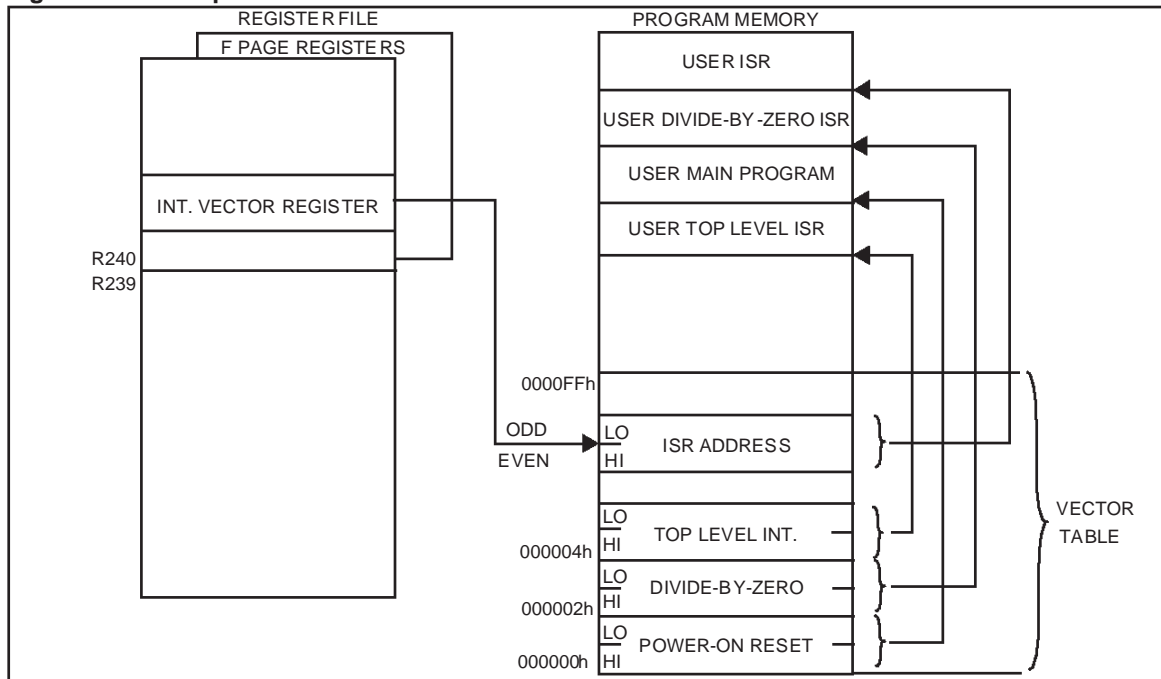 REGISTER FILE
F PAGE REGISTERS
INT. VECTOR REGISTER
R240
R239
PROGRAM MEMORY
USER ISR
USER DIVIDE-BY-ZERO ISR
USER MAIN PROGRAM
USER TOP LEVEL ISR
0000FFh
ODD
EVEN
LO
HI
ISR ADDRESS
LO
HI
TOP LEVEL INT.
000004h
LO
HI
DIVIDE-BY-ZERO
000002h
LO
HI
POWER-ON RESET
000000h
VECTOR
TABLE